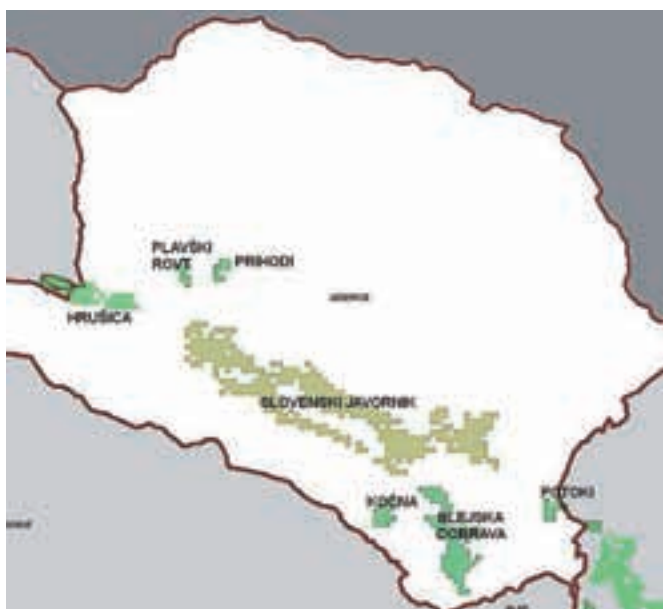 PLAVŠKI
ROVT
PRIHODI
HRUŠICA
SLOVENSKI JAVORNIK
KOČNA
POTOKI
BLEJSKA
DOBRAVA